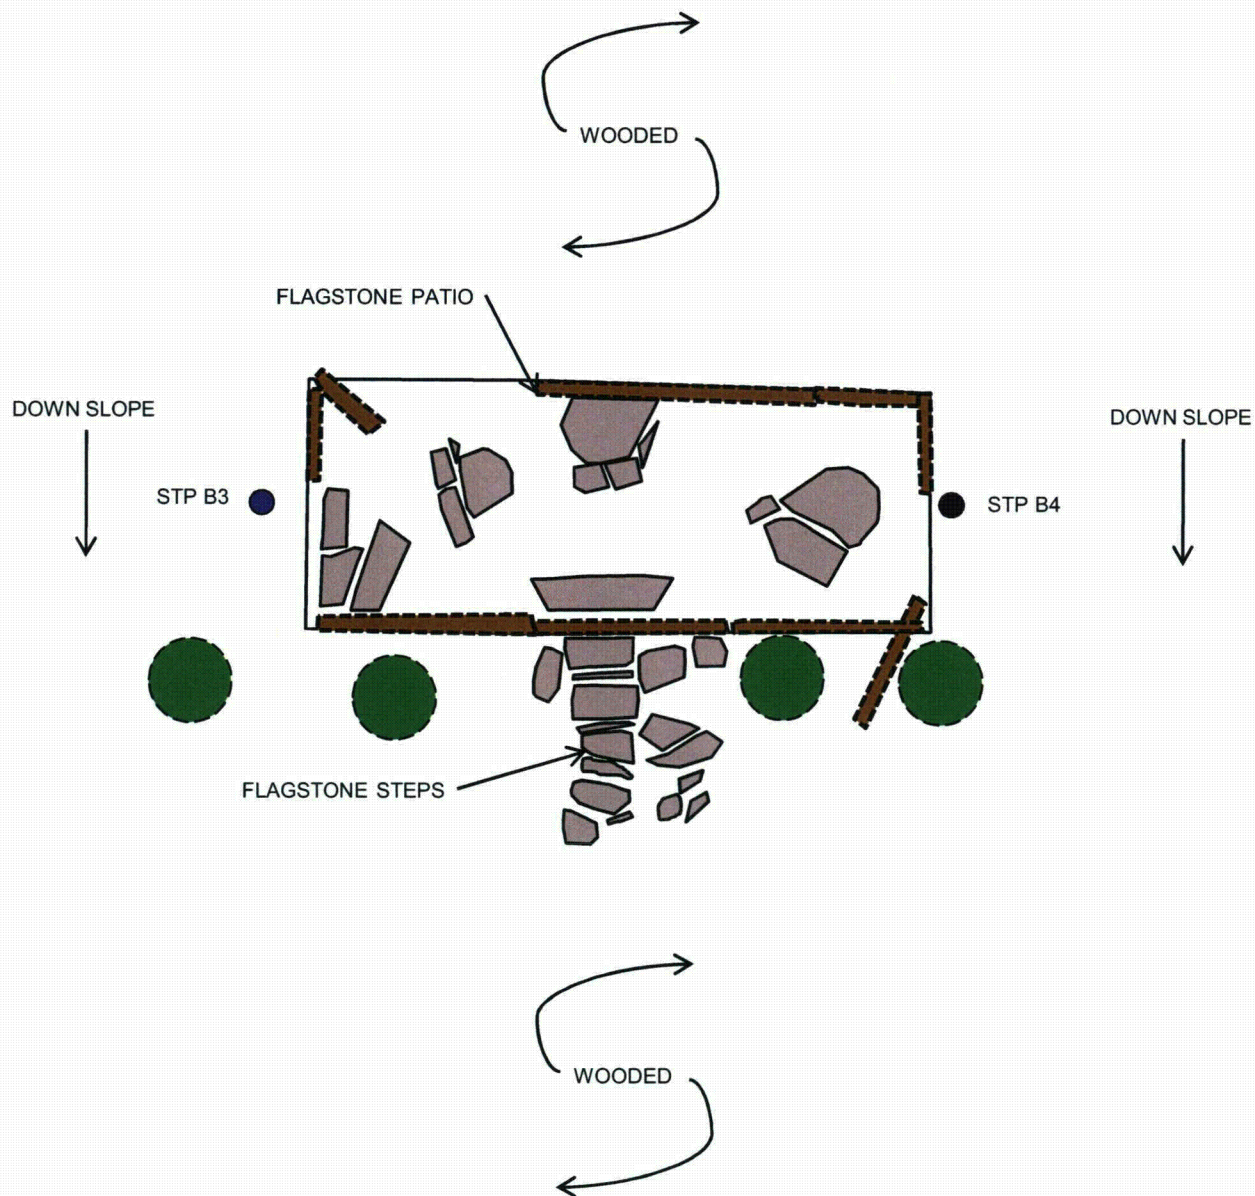 WOODED
FLAGSTONE PATIO
DOWN SLOPE
DOWN SLOPE
STP B3
STP B4
FLAGSTONE STEPS
WOODED